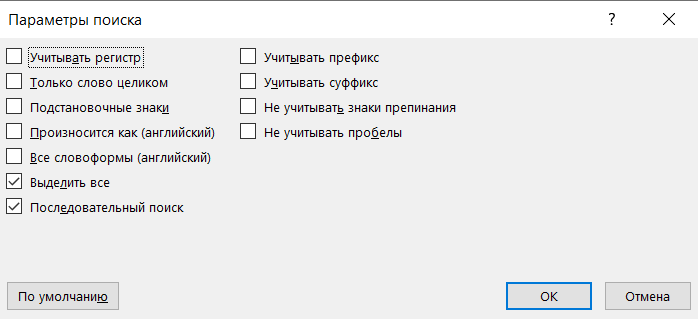 Параметры поиска
?
Учитывать регистр
Только слово целиком
Подстановочные знаки
Произносится как (английский)
Все словоформы (английский)
Выделить все
Последовательный поиск
Учитывать префикс
Учитывать суффикс
Не учитывать знаки препинания
Не учитывать пробелы
По умолчанию
ОК
Отмена